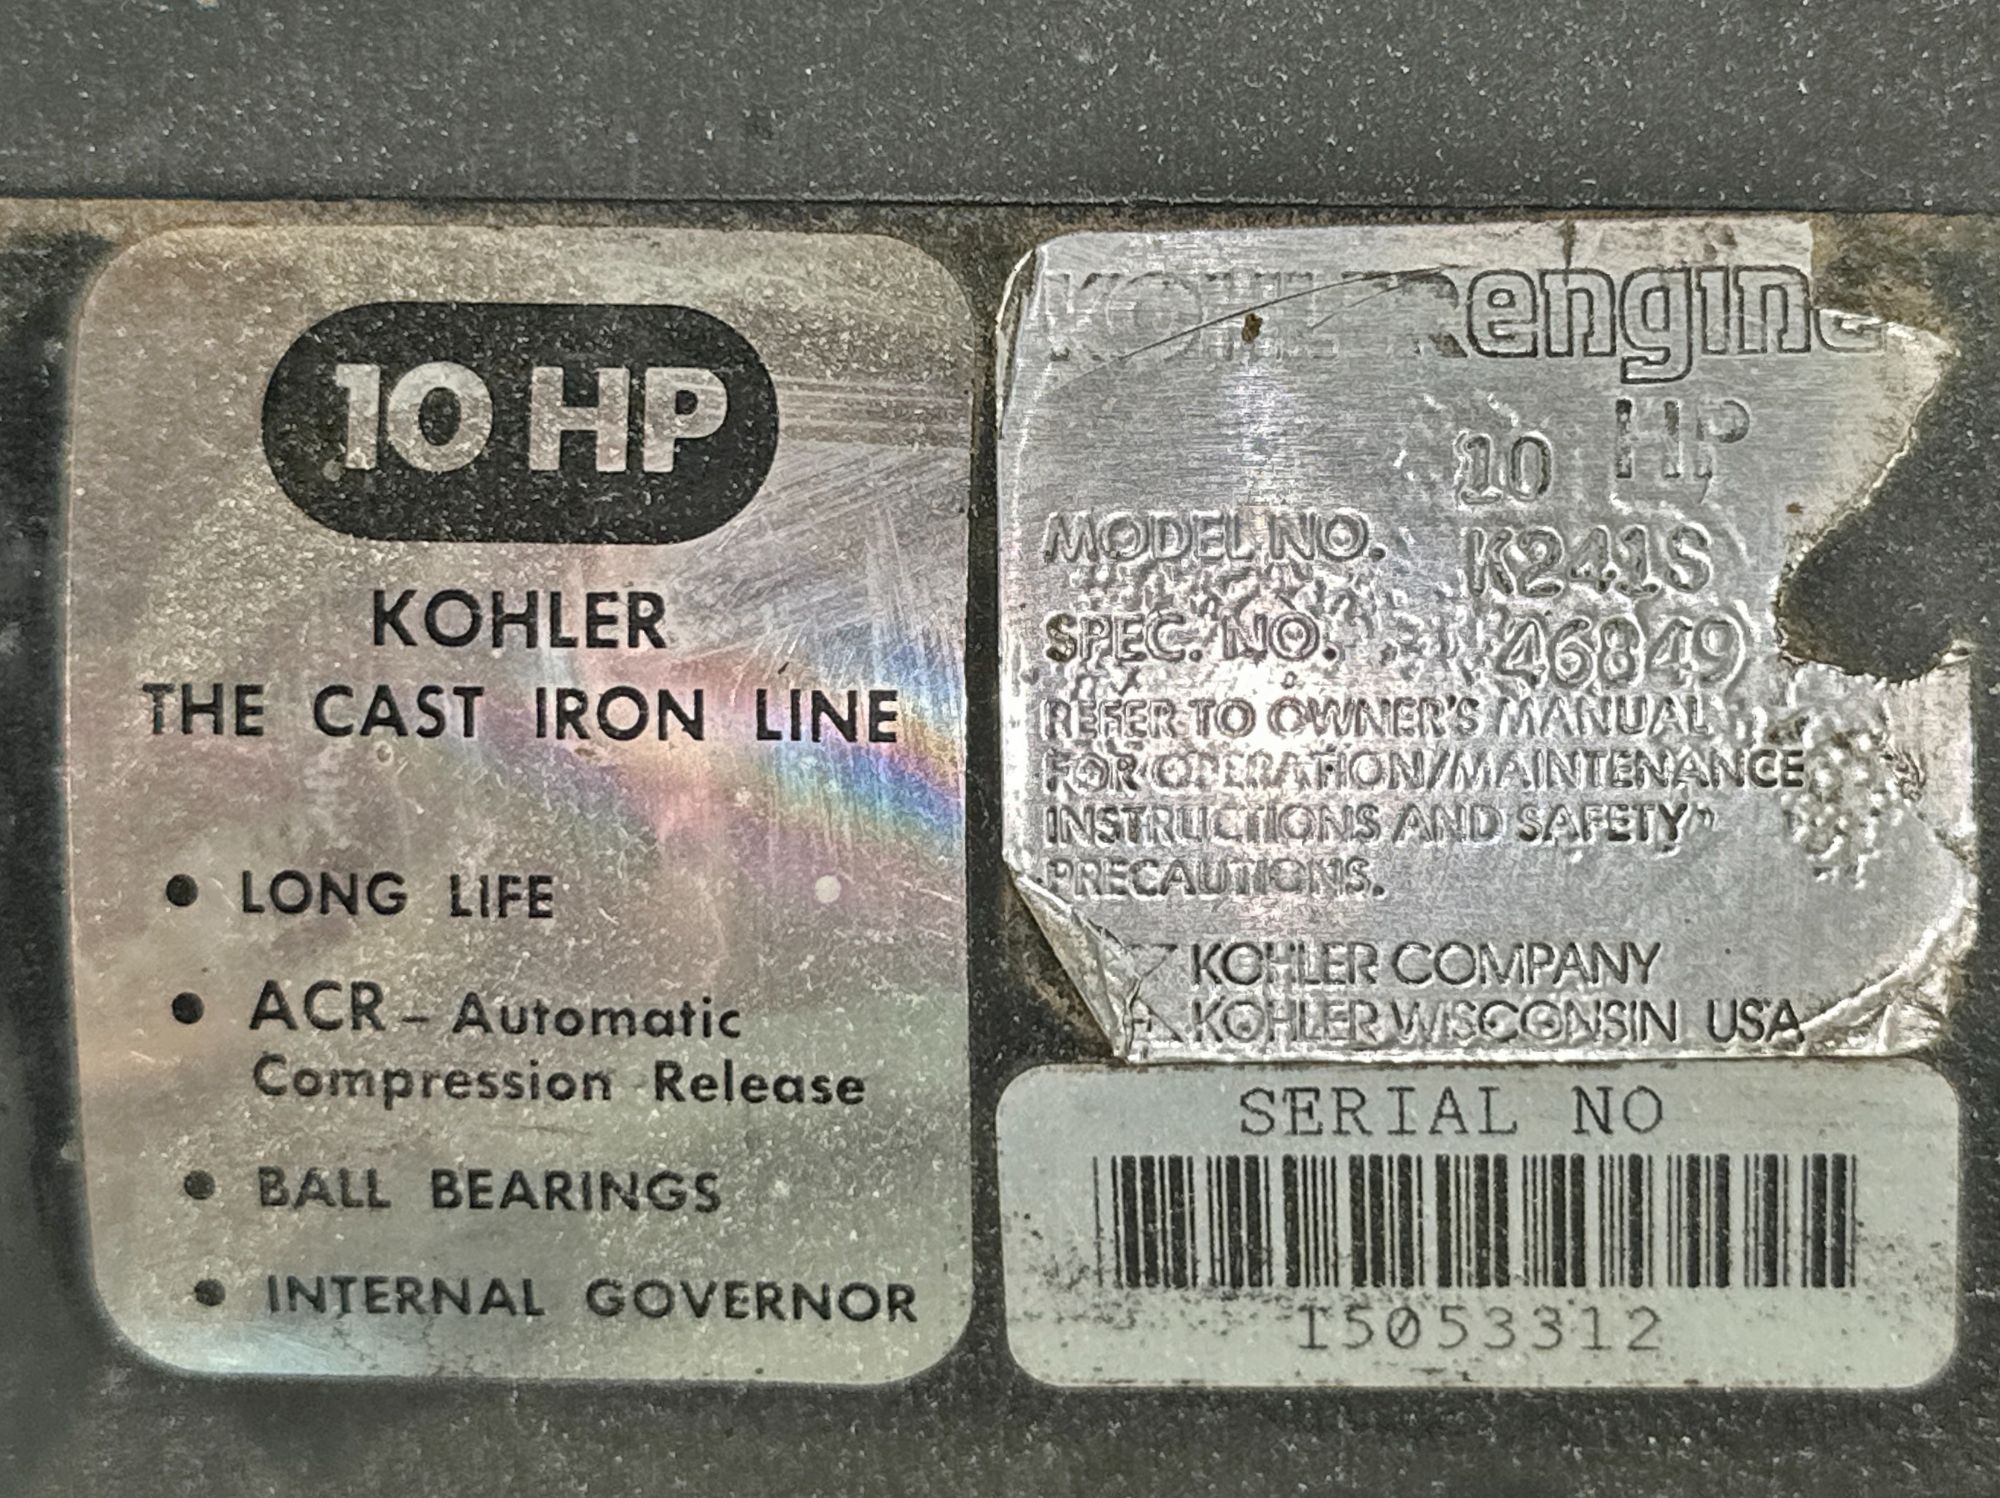 10 HP
KOHLER
THE CAST IRON LINE
• LONG LIFE
• ACR – Automatic
Compression Release
• BALL BEARINGS
• INTERNAL GOVERNOR
KOHLER engine
10 HP
MODEL NO. K241S
SPEC. NO. 46849
REFER TO OWNER'S MANUAL
FOR OPERATION/MAINTENANCE
INSTRUCTIONS AND SAFETY
PRECAUTIONS.
KOHLER COMPANY
KOHLER WISCONSIN USA
SERIAL NO
15053312